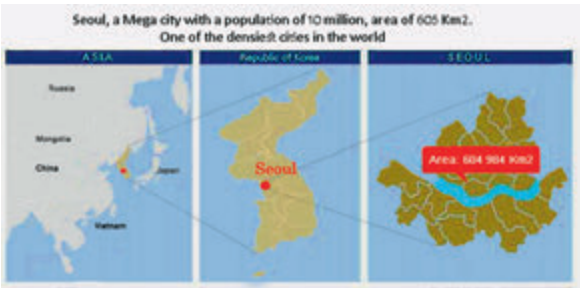 Seoul, a Mega city with a population of 10 million, area of 605 Km2.
One of the densiest cities in the world
ASIA
Republic of Korea
SEOUL
Russia
Mongolia
China
Japan
Vietnam
Seoul
Area: 604 984 Km2